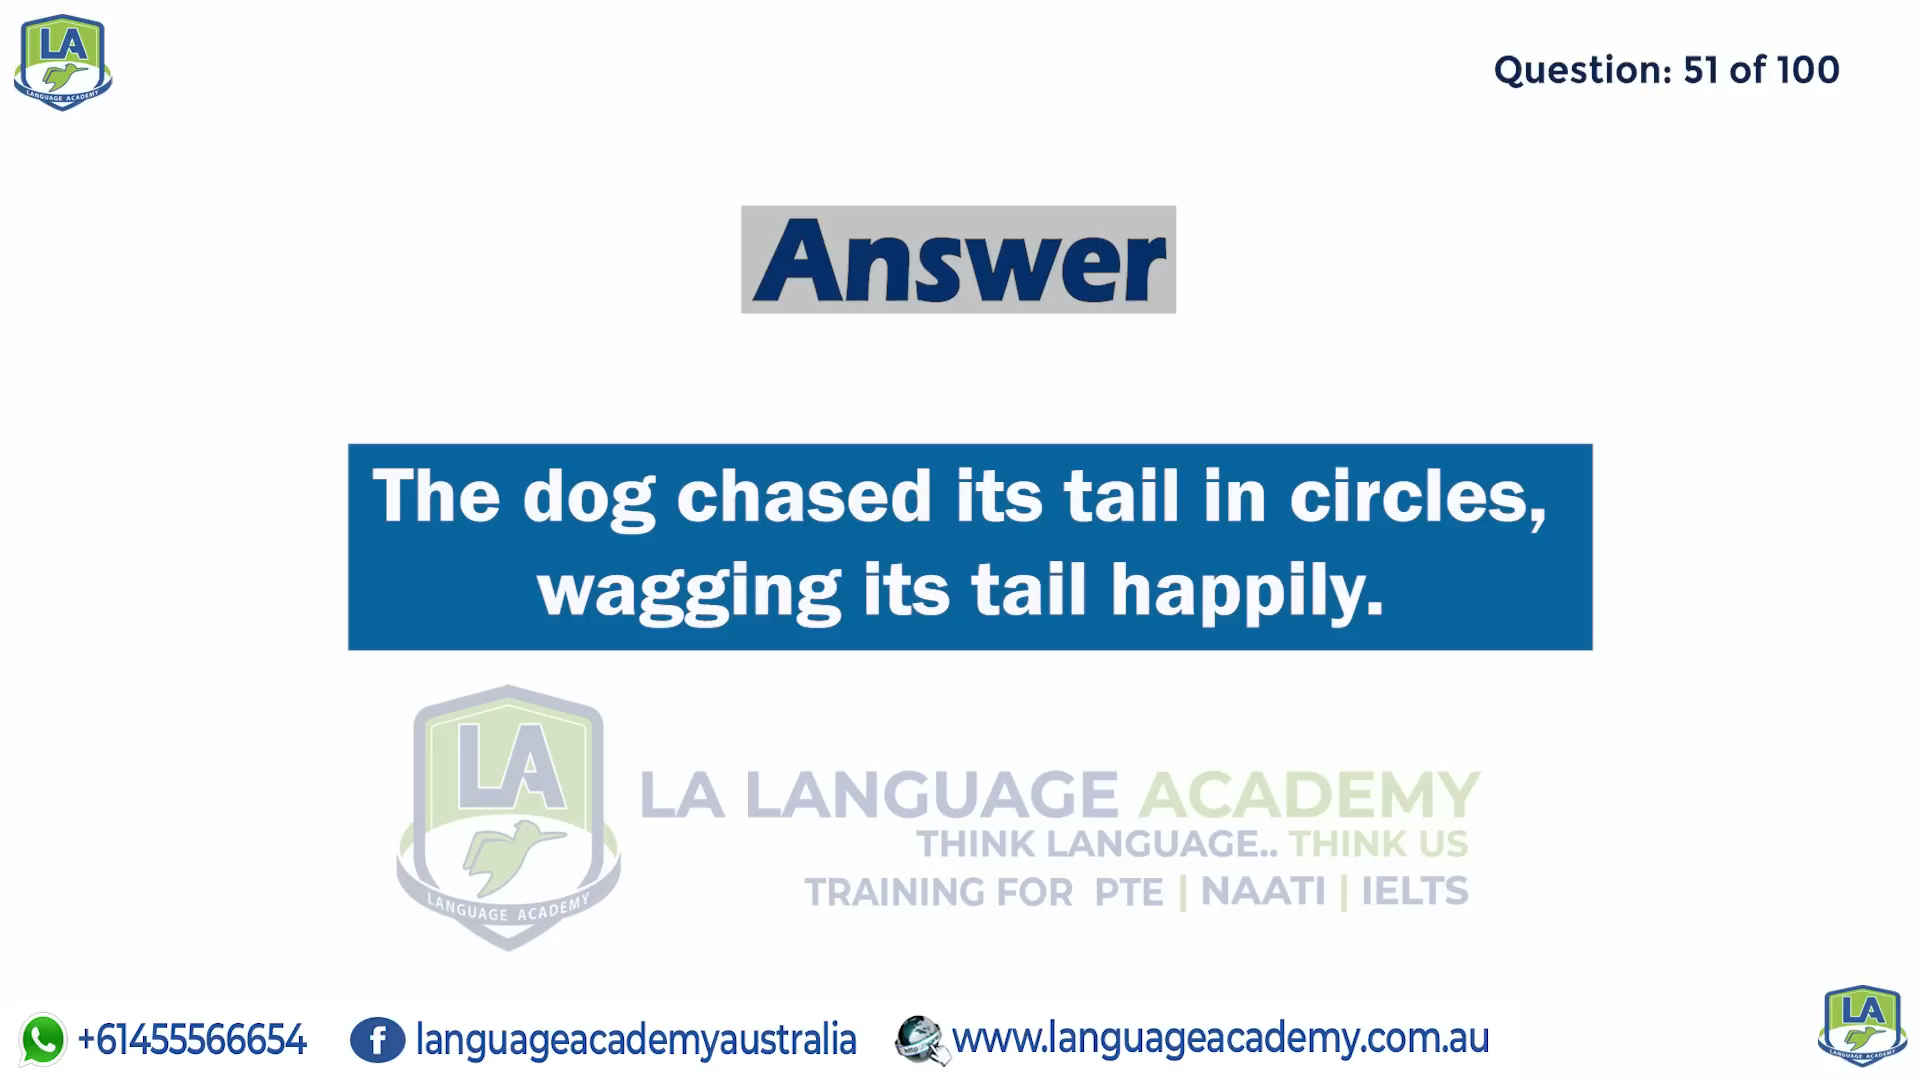 LA
LANGUAGE ACADEMY
Question: 51 of 100
Answer
The dog chased its tail in circles,
wagging its tail happily.
LA
LANGUAGE ACADEMY
LA LANGUAGE ACADEMY
THINK LANGUAGE.. THINK US
TRAINING FOR PTE | NAATI | IELTS
+61455566654
languageacademyaustralia
www.languageacademy.com.au
LA
LANGUAGE ACADEMY